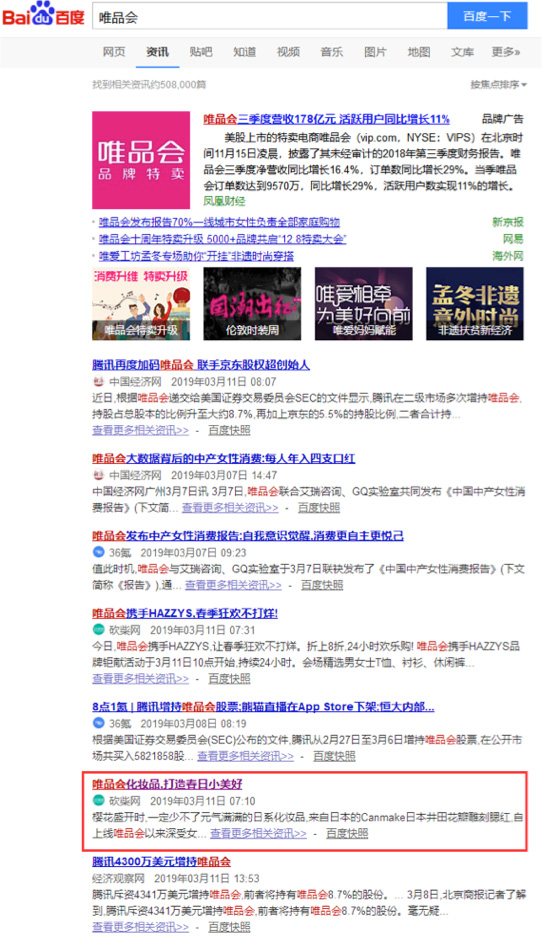 Bai du 百度
唯品会
百度一下
网页 资讯 贴吧 知道 视频 音乐 图片 地图 文库 更多»
找到相关资讯约508,000篇
按焦点排序
唯品会
品牌特卖
唯品会三季度营收178亿元 活跃用户同比增长11%
品牌广告
美股上市的特卖电商唯品会（vip.com，NYSE：VIPS）在北京时
间11月15日凌晨，披露了其未经审计的2018年第三季度财务报告。唯
品会三季度净营收同比增长16.4%，订单数同比增长29%。当季唯品
会订单数达到9570万，同比增长29%，活跃用户数实现11%的增长。
凤凰财经
唯品会发布报告70%一线城市女性负责全部家庭购物 新京报
唯品会十周年特卖升级 5000+品牌共启“12.8特卖大会” 网易
唯爱工坊孟冬专场助你“开挂”非遗时尚穿搭 海外网
消费升维 特卖升级
唯品会特卖升级
国潮出征
伦敦时装周
唯爱相牵
为美好向前
唯爱妈妈赋能
孟冬非遗
意外时尚
非遗扶贫新经济
腾讯再度加码唯品会 联手京东股权超创始人
中国经济网 2019年03月11日 08:07
近日,根据唯品会递交给美国证券交易委员会SEC的文件显示,腾讯在二级市场多次增持唯品会,
持股占总股本的比例升至大约8.7%,再加上京东的5.5%的持股比例,二者合计持...
查看更多相关资讯>> - 百度快照
唯品会大数据背后的中产女性消费:每人年入四支口红
中国经济网 2019年03月07日 14:47
中国经济网广州3月7日讯 3月7日,唯品会联合艾瑞咨询、GQ实验室共同发布《中国中产女性消
费报告》(下文简... 查看更多相关资讯>> - 百度快照
唯品会发布中产女性消费报告:自我意识觉醒,消费更自主更悦己
36氪 2019年03月07日 09:23
值此时机,唯品会与艾瑞咨询、GQ实验室于3月7日联袂发布了《中国中产女性消费报告》(下文
简称《报告》),通... 查看更多相关资讯>> - 百度快照
唯品会携手HAZZYS,春季狂欢不打烊!
砍柴网 2019年03月11日 07:31
今日,唯品会携手HAZZYS,让春季狂欢不打烊。折上8折,24小时欢乐购! 唯品会携手HAZZYS品
牌钜献活动于3月11日10点开始,持续24小时。会场精选男女士T恤、衬衫、休闲裤...
查看更多相关资讯>> - 百度快照
8点1氪 | 腾讯增持唯品会股票;熊猫直播在App Store下架;恒大内部...
36氪 2019年03月08日 08:19
根据美国证券交易委员会(SEC)公布的文件,腾讯从2月27日至3月6日增持唯品会股票,在公开市
场共买入5821858股... 查看更多相关资讯>> - 百度快照
唯品会化妆品,打造春日小美好
砍柴网 2019年03月11日 07:10
樱花盛开时,一定少不了元气满满的日系化妆品,来自日本的Canmake日本井田花瓣雕刻腮红,自
上线唯品会以来深受女... 查看更多相关资讯>> - 百度快照
腾讯4300万美元增持唯品会
经济观察网 2019年03月11日 13:53
腾讯斥资4341万美元增持唯品会,前者将持有唯品会8.7%的股份。... 3月8日,北京商报记者了解
到,腾讯斥资4341万美元增持唯品会,前者将持有唯品会8.7%的股份。毫无疑...
查看更多相关资讯>> - 百度快照